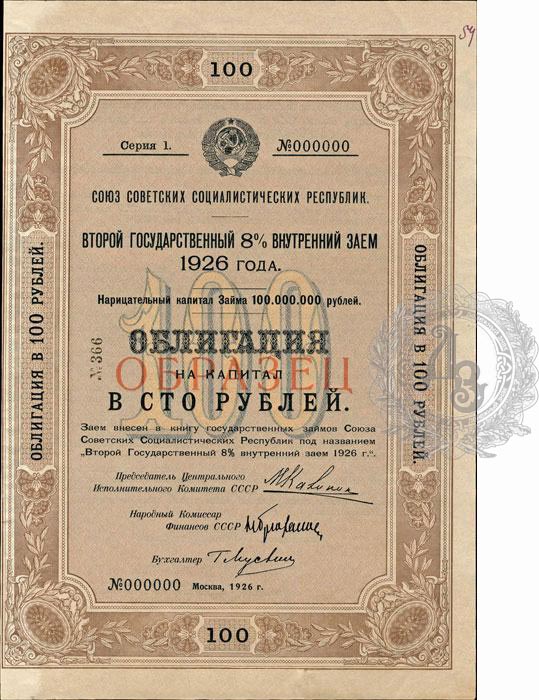 54
100
Серия 1.
№000000
СОЮЗ СОВЕТСКИХ СОЦИАЛИСТИЧЕСКИХ РЕСПУБЛИК.
ВТОРОЙ ГОСУДАРСТВЕННЫЙ 8% ВНУТРЕННИЙ ЗАЕМ
1926 ГОДА.
Нарицательный капитал Займа 100.000.000 рублей.
100
№ 366
ОБЛИГАЦИЯ
ОБРАЗЕЦ
НА КАПИТАЛ
В СТО РУБЛЕЙ.
Заем внесен в книгу государственных займов Союза
Советских Социалистических Республик под названием
„Второй Государственный 8% внутренний заем 1926 г.“.
Председатель Центрального
Исполнительного Комитета СССР
М Калинин
Народный Комиссар
Финансов СССР
Бухгалтер
№000000
Москва, 1926 г.
100
ОБЛИГАЦИЯ В 100 РУБЛЕЙ.
ОБЛИГАЦИЯ В 100 РУБЛЕЙ.